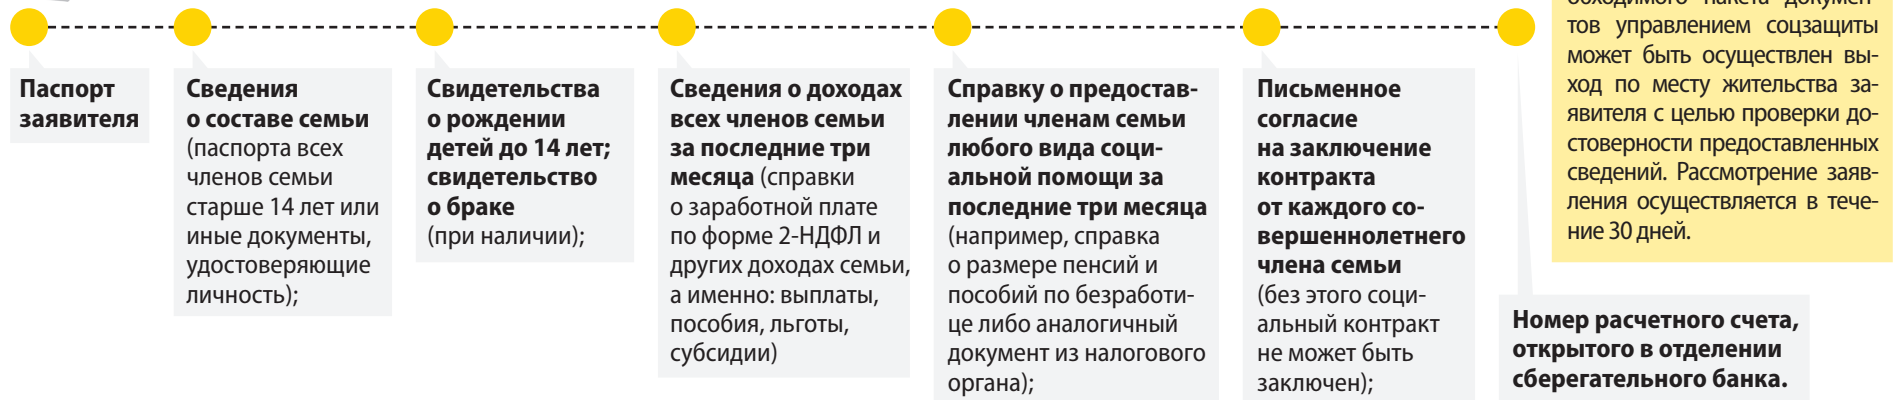 Паспорт
заявителя
Сведения
о составе семьи
(паспорта всех
членов семьи
старше 14 лет или
иные документы,
удостоверяющие
личность);
Свидетельства
о рождении
детей до 14 лет;
свидетельство
о браке
(при наличии);
Сведения о доходах
всех членов семьи
за последние три
месяца (справки
о заработной плате
по форме 2-НДФЛ и
других доходах семьи,
а именно: выплаты,
пособия, льготы,
субсидии)
Справку о предостав-
лении членам семьи
любого вида соци-
альной помощи за
последние три месяца
(например, справка
о размере пенсий и
пособий по безработи-
це либо аналогичный
документ из налогового
органа);
Письменное
согласие
на заключение
контракта
от каждого со-
вершеннолетнего
члена семьи
(без этого соци-
альный контракт
не может быть
заключен);
Номер расчетного счета,
открытого в отделении
сберегательного банка.
обходимого пакета докумен-
тов управлением соцзащиты
может быть осуществлен вы-
ход по месту жительства за-
явителя с целью проверки до-
стоверности предоставленных
сведений. Рассмотрение заяв-
ления осуществляется в тече-
ние 30 дней.